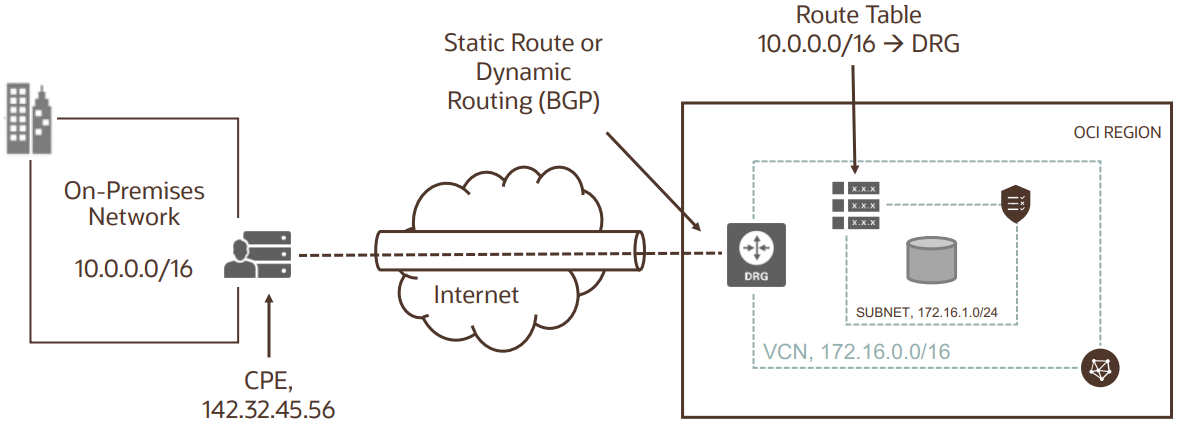 Route Table
10.0.0.0/16 → DRG
Static Route or
Dynamic
Routing (BGP)
OCI REGION
On-Premises
Network
10.0.0.0/16
X.X.X
X.X.X
X.X.X
DRG
Internet
SUBNET, 172.16.1.0/24
VCN, 172.16.0.0/16
CPE,
142.32.45.56